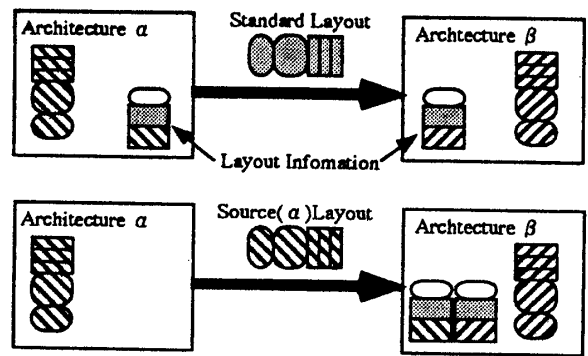 Standard Layout
Architecture α
Archtecture β
Layout Infomation
Source(α)Layout
Architecture α
Archtecture β